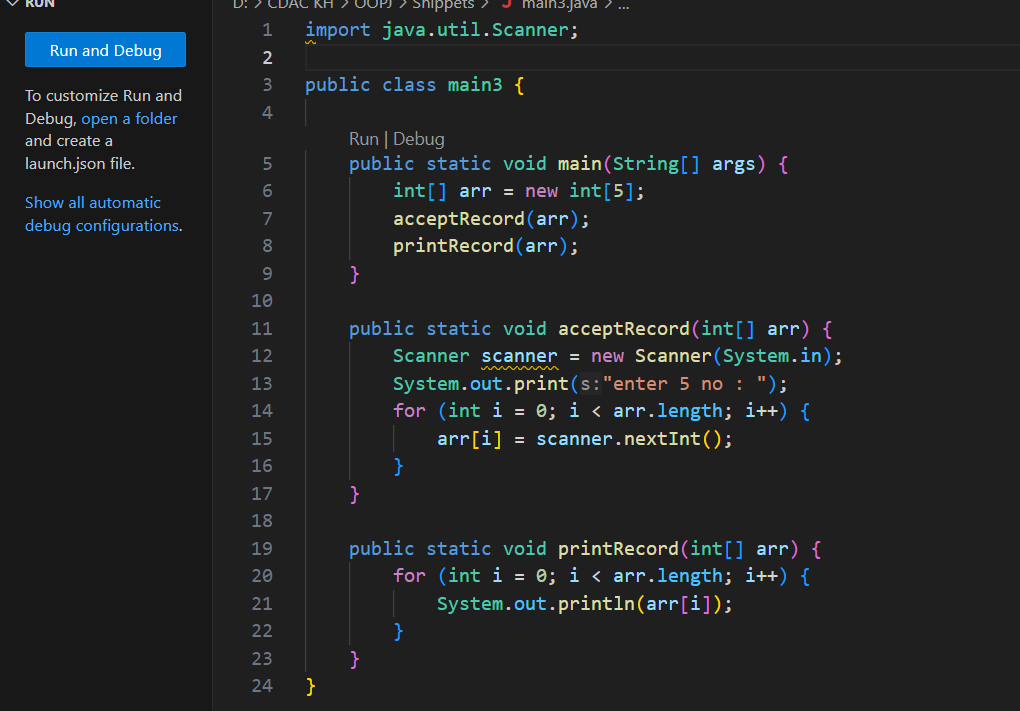 RUN
Run and Debug
To customize Run and
Debug, open a folder
and create a
launch.json file.
Show all automatic
debug configurations.
D: > CDAC KH > OOPJ > Snippets > J main3.java > ...
1 import java.util.Scanner;
2
3 public class main3 {
4
Run | Debug
5 public static void main(String[] args) {
6 int[] arr = new int[5];
7 acceptRecord(arr);
8 printRecord(arr);
9 }
10
11 public static void acceptRecord(int[] arr) {
12 Scanner scanner = new Scanner(System.in);
13 System.out.print(s:"enter 5 no : ");
14 for (int i = 0; i < arr.length; i++) {
15 arr[i] = scanner.nextInt();
16 }
17 }
18
19 public static void printRecord(int[] arr) {
20 for (int i = 0; i < arr.length; i++) {
21 System.out.println(arr[i]);
22 }
23 }
24 }